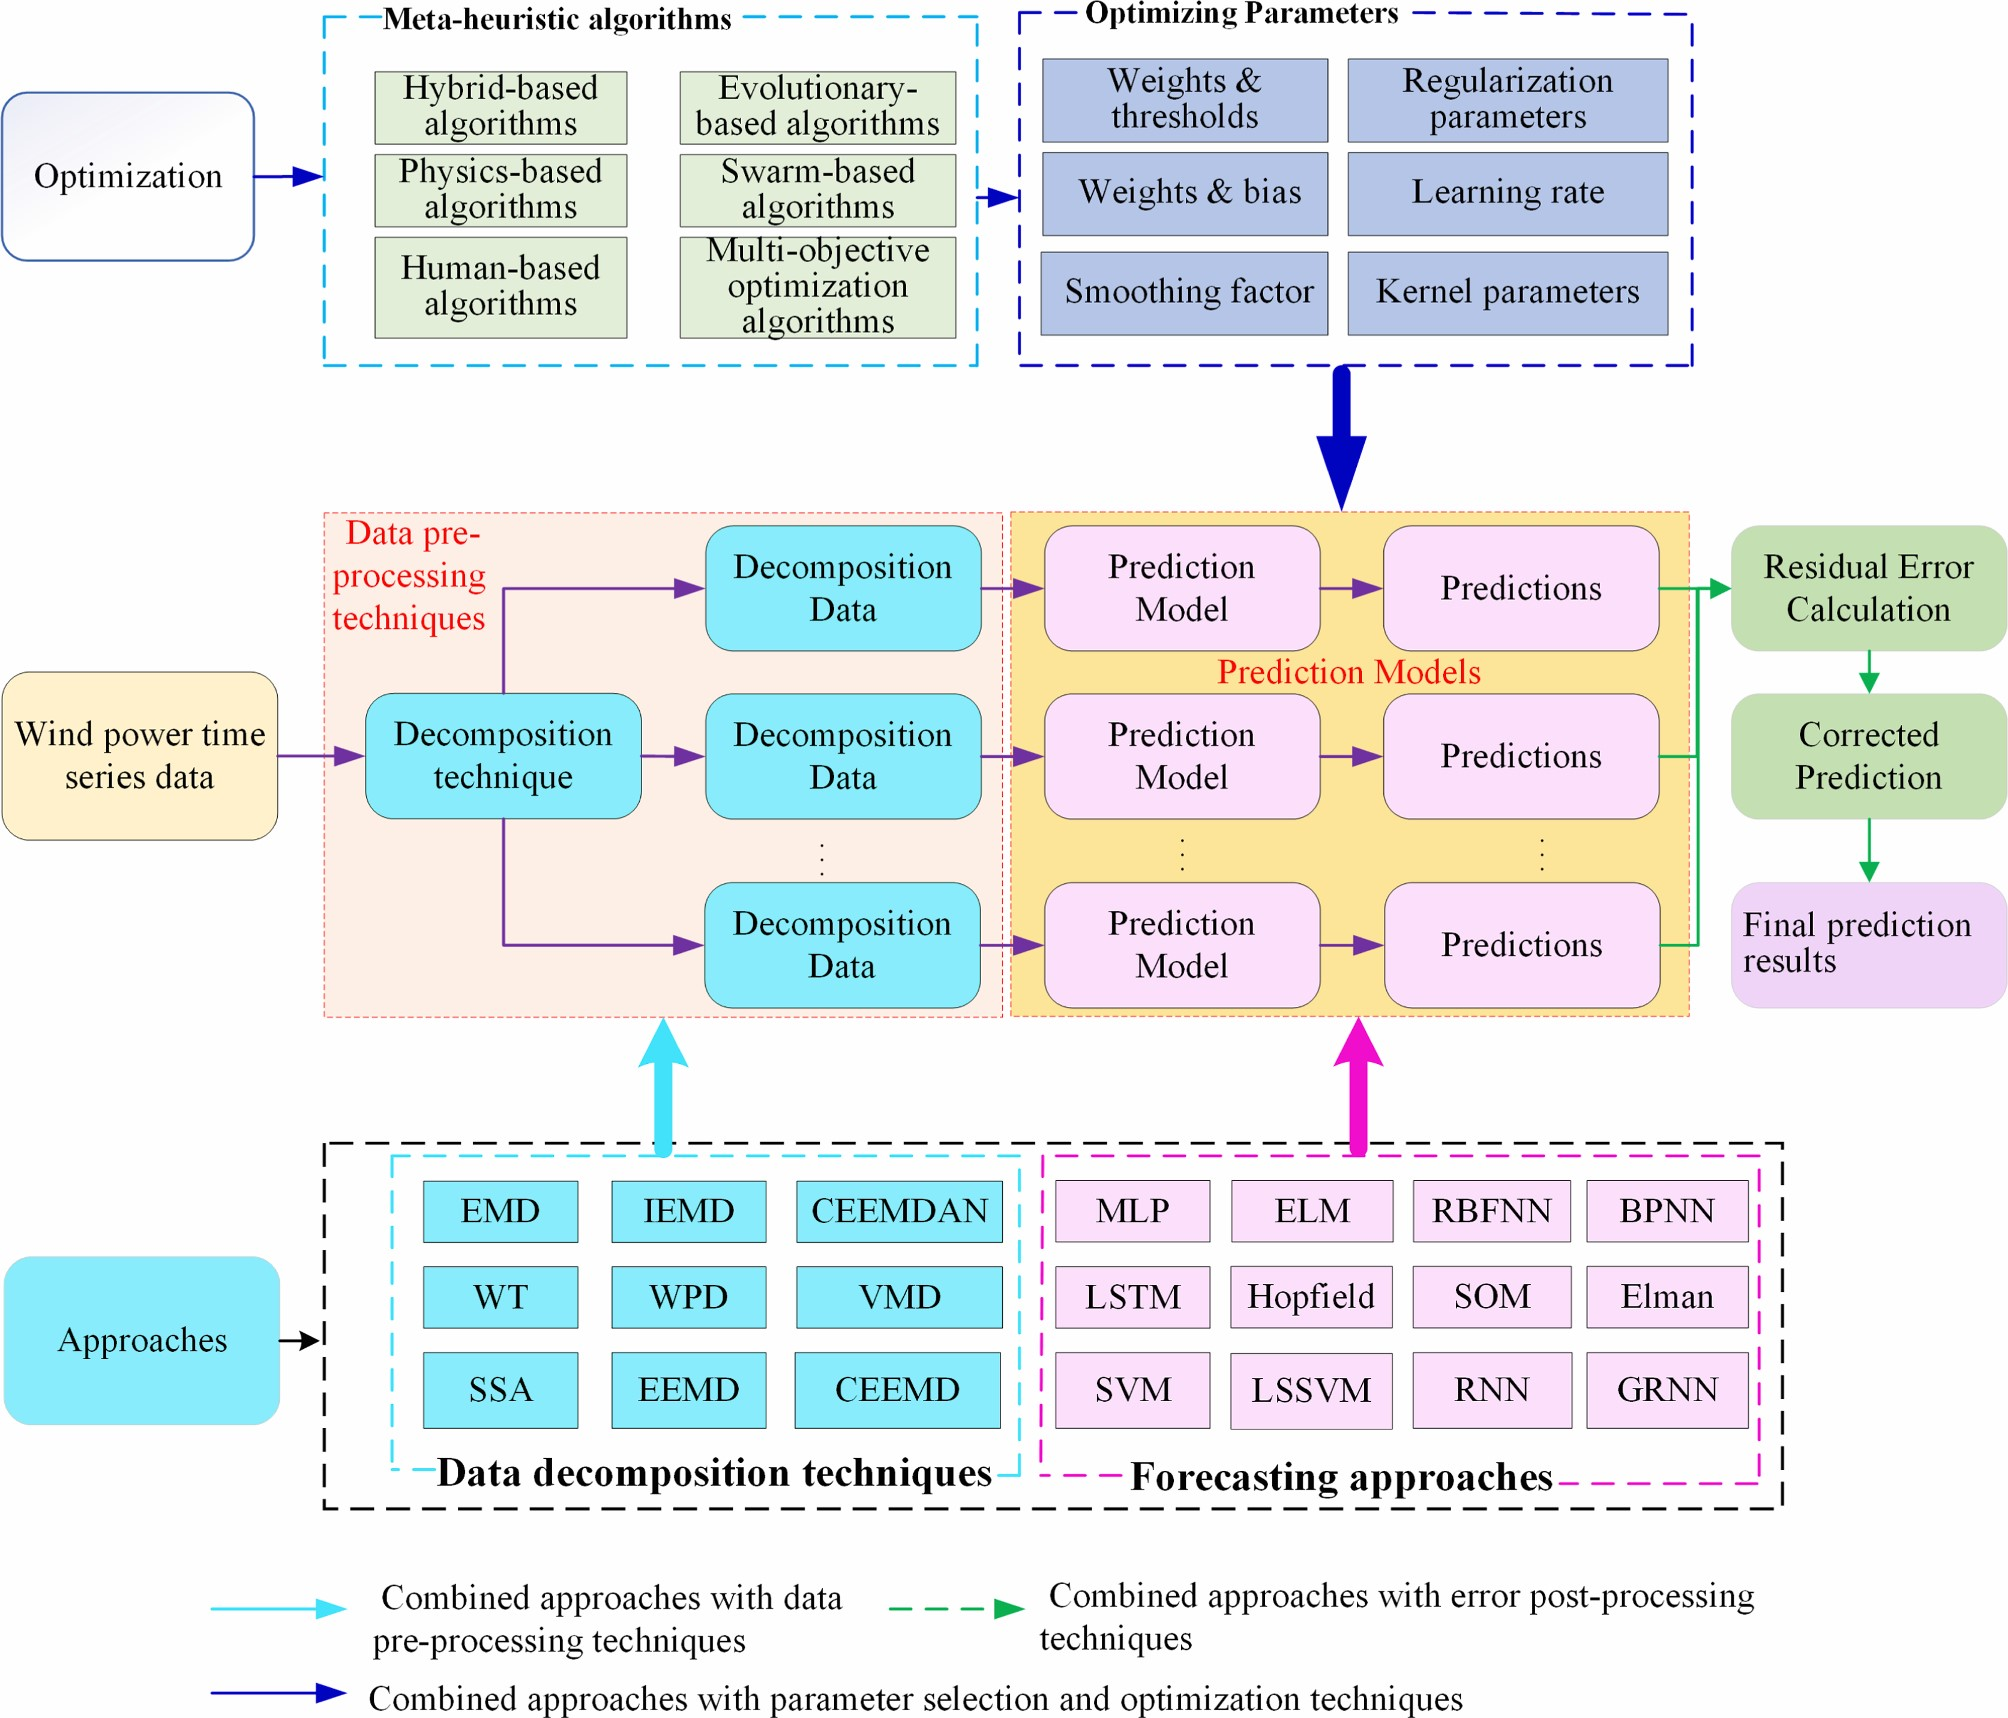 Meta-heuristic algorithms
Optimizing Parameters
Optimization
Hybrid-based
algorithms
Evolutionary-
based algorithms
Physics-based
algorithms
Swarm-based
algorithms
Human-based
algorithms
Multi-objective
optimization
algorithms
Weights &
thresholds
Regularization
parameters
Weights & bias
Learning rate
Smoothing factor
Kernel parameters
Data pre-
processing
techniques
Wind power time
series data
Decomposition
technique
Decomposition
Data
Decomposition
Data
Decomposition
Data
Prediction
Model
Predictions
Prediction Models
Prediction
Model
Predictions
Prediction
Model
Predictions
Residual Error
Calculation
Corrected
Prediction
Final prediction
results
Approaches
EMD
IEMD
CEEMDAN
WT
WPD
VMD
SSA
EEMD
CEEMD
Data decomposition techniques
MLP
ELM
RBFNN
BPNN
LSTM
Hopfield
SOM
Elman
SVM
LSSVM
RNN
GRNN
Forecasting approaches
Combined approaches with data
pre-processing techniques
Combined approaches with error post-processing
techniques
Combined approaches with parameter selection and optimization techniques